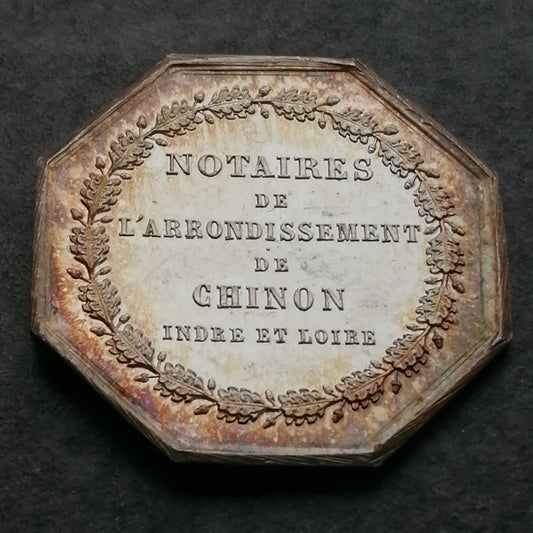 NOTAIRES
DE
L'ARRONDISSEMENT
DE
CHINON
INDRE ET LOIRE